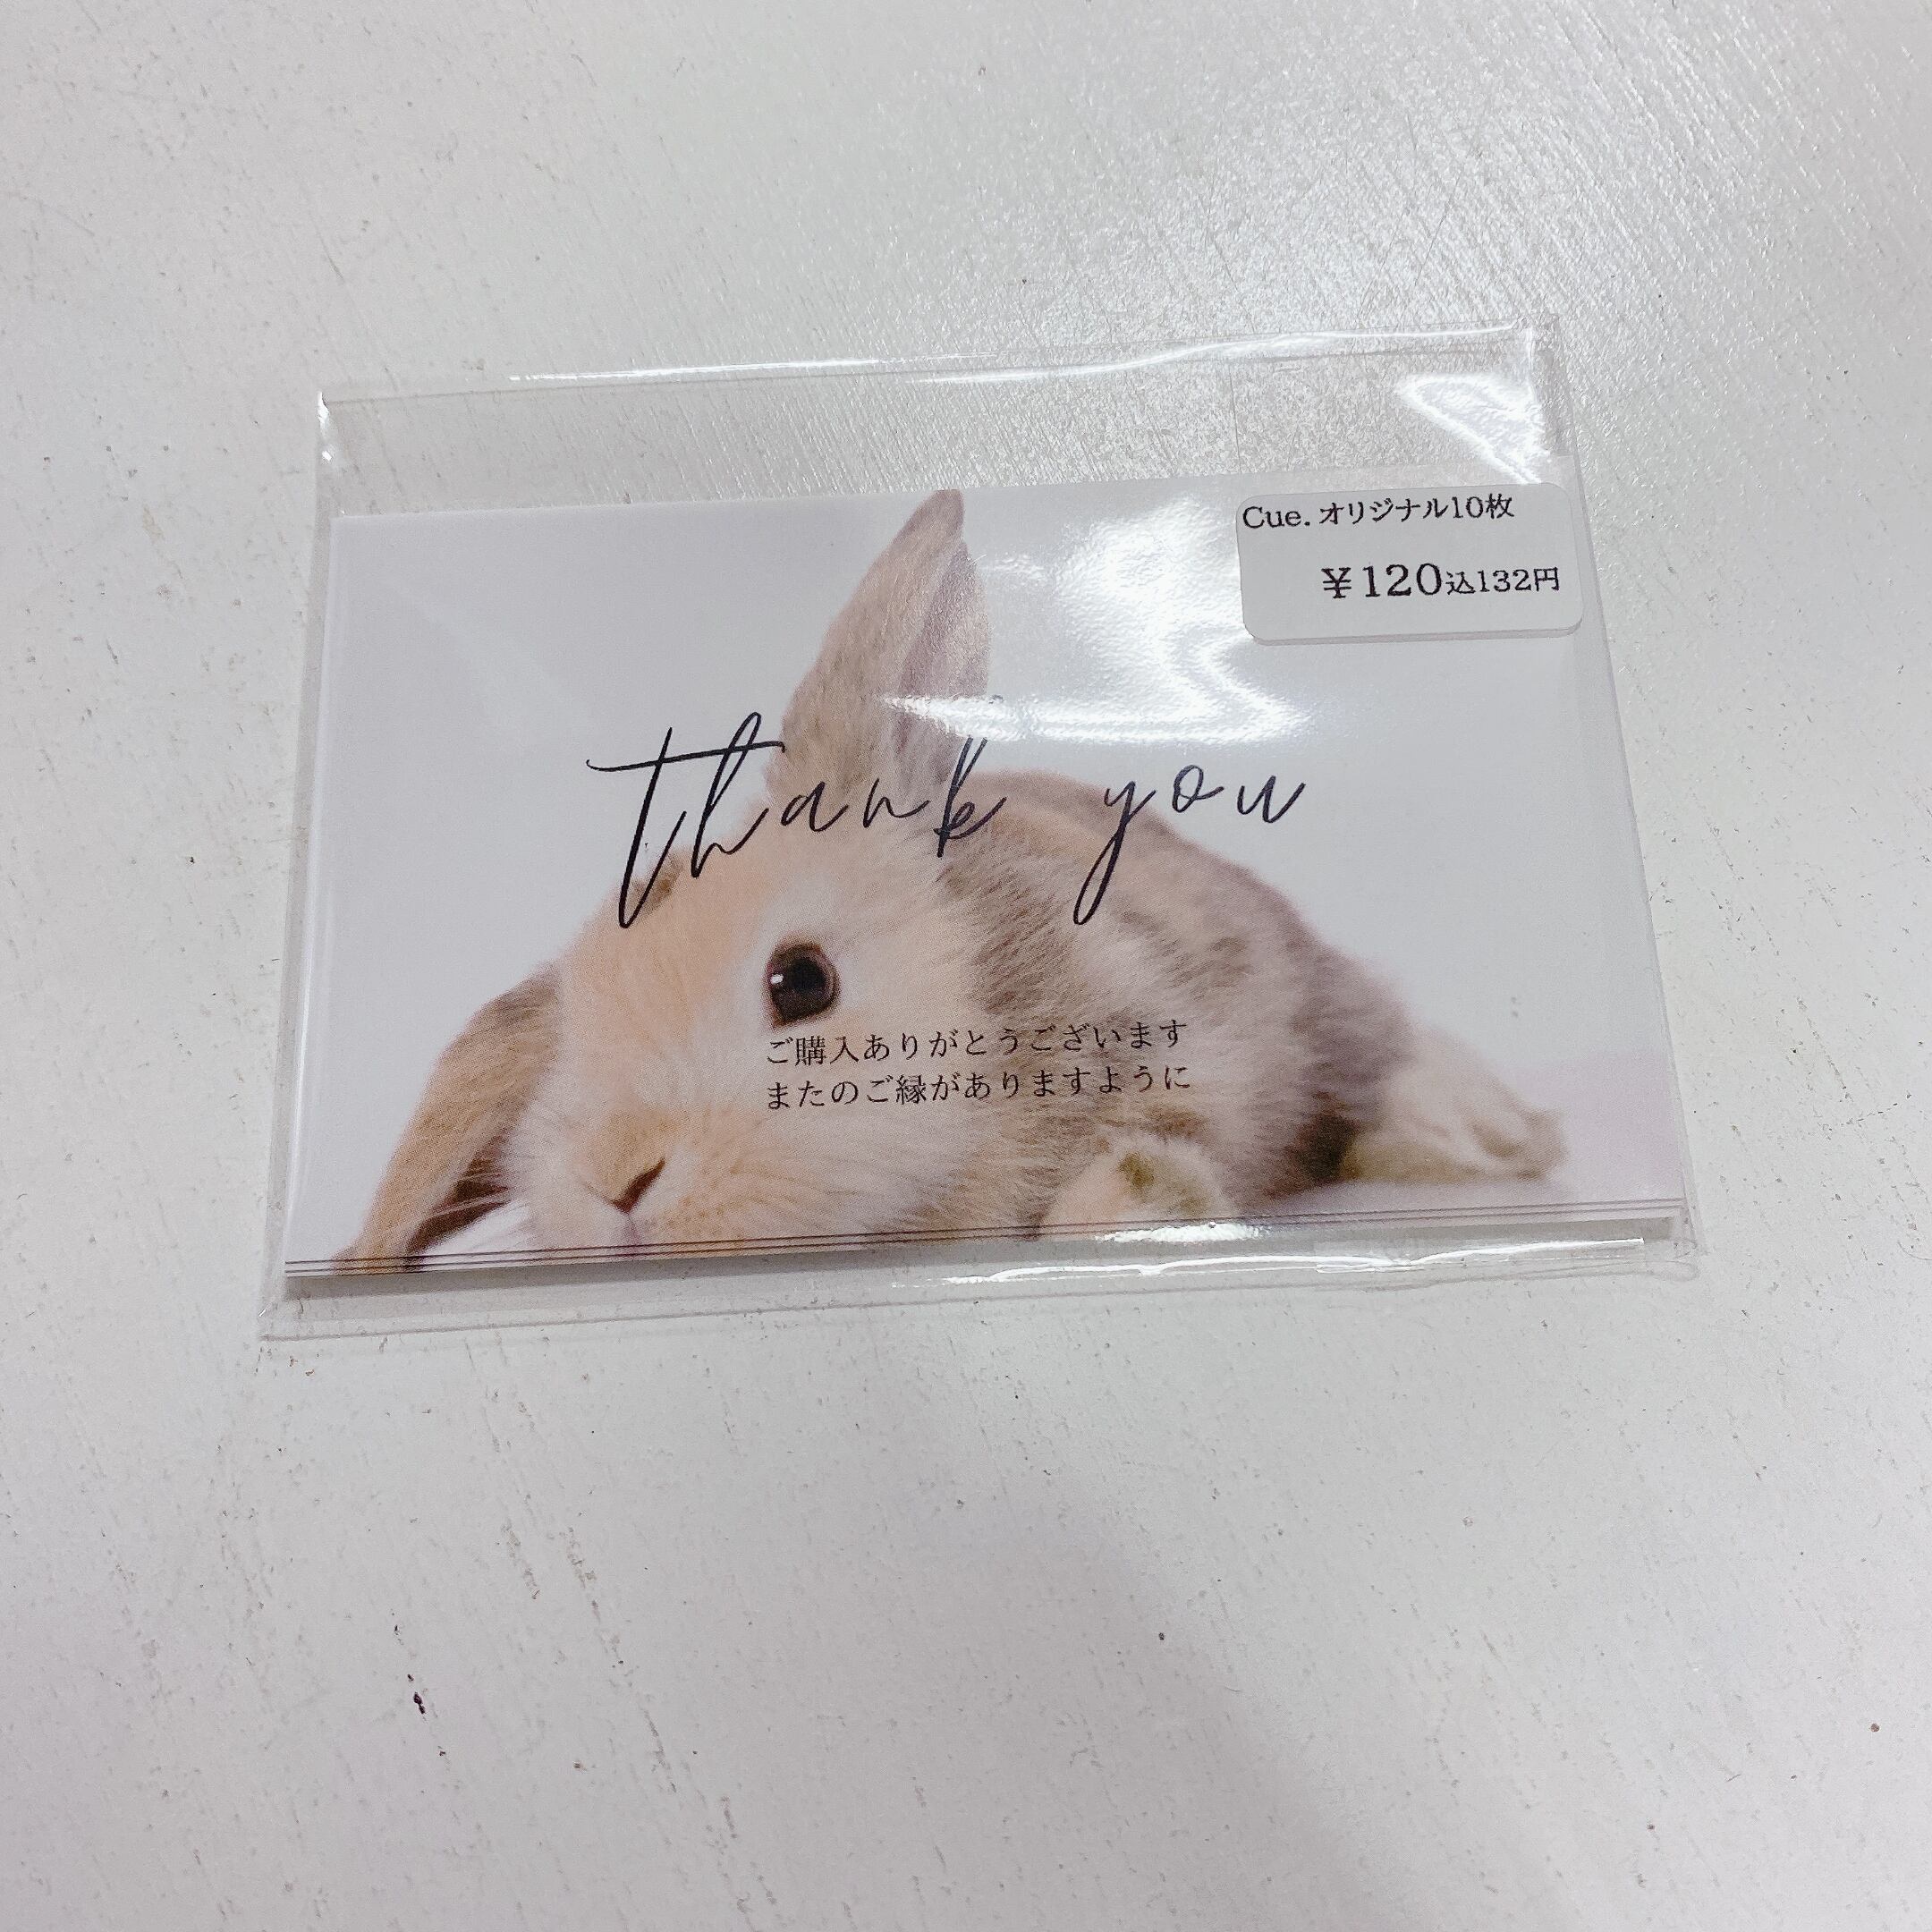 Cue.オリジナル10枚
¥120込132円
thank you
ご購入ありがとうございます
またのご縁がありますように